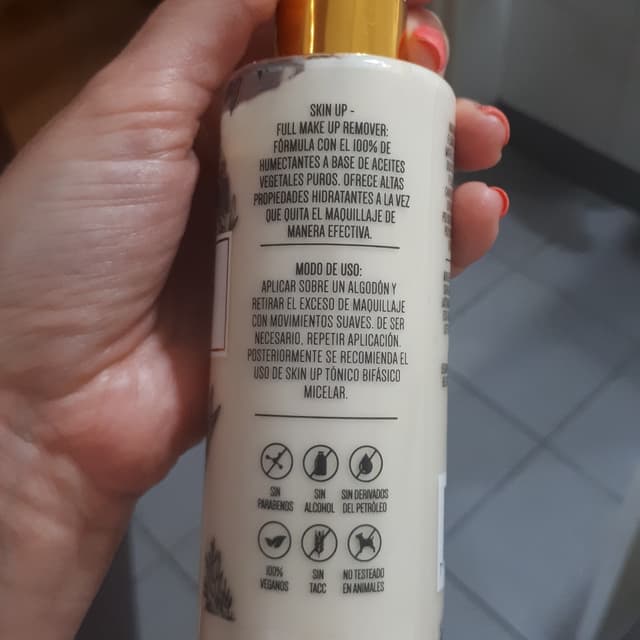 SKIN UP -
FULL MAKE UP REMOVER:
FÓRMULA CON EL 100% DE
HUMECTANTES A BASE DE ACEITES
VEGETALES PUROS. OFRECE ALTAS
PROPIEDADES HIDRATANTES A LA VEZ
QUE QUITA EL MAQUILLAJE DE
MANERA EFECTIVA.
MODO DE USO:
APLICAR SOBRE UN ALGODÓN Y
RETIRAR EL EXCESO DE MAQUILLAJE
CON MOVIMIENTOS SUAVES. DE SER
NECESARIO, REPETIR APLICACIÓN.
POSTERIORMENTE SE RECOMIENDA EL
USO DE SKIN UP TÓNICO BIFÁSICO
MICELAR.
SIN PARABENOS
SIN ALCOHOL
SIN DERIVADOS DEL PETRÓLEO
100% VEGANOS
SIN TACC
NO TESTEADO EN ANIMALES